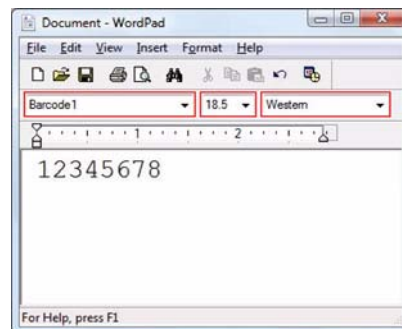 Document - WordPad
File Edit View Insert Format Help
Barcode1 18.5 Western
1 2
12345678
For Help, press F1